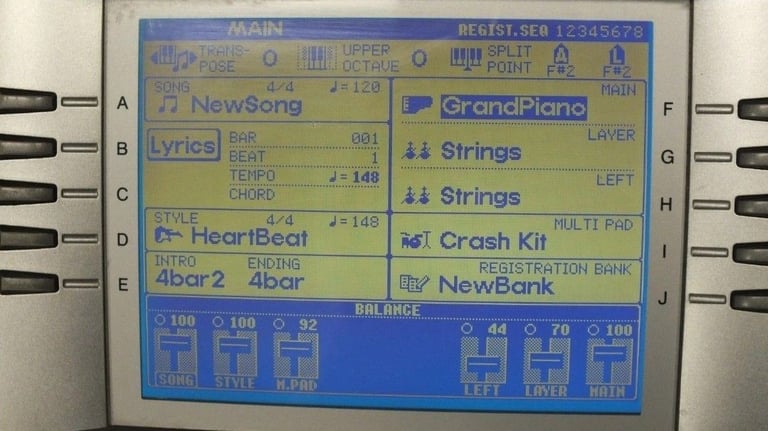 MAIN REGIST.SEQ 12345678
TRANS-
POSE 0 UPPER
OCTAVE 0 SPLIT
POINT A
F#2 L
F#2
SONG 4/4 ♩=120
NewSong
Lyrics
BAR 001
BEAT 1
TEMPO ♩=148
CHORD
STYLE 4/4 ♩=148
HeartBeat
INTRO ENDING
4bar2 4bar
MAIN
GrandPiano
LAYER
Strings
LEFT
Strings
MULTI PAD
Crash Kit
REGISTRATION BANK
NewBank
BALANCE
100 100 92 44 70 100
SONG STYLE M.PAD LEFT LAYER MAIN
A
B
C
D
E
F
G
H
I
J